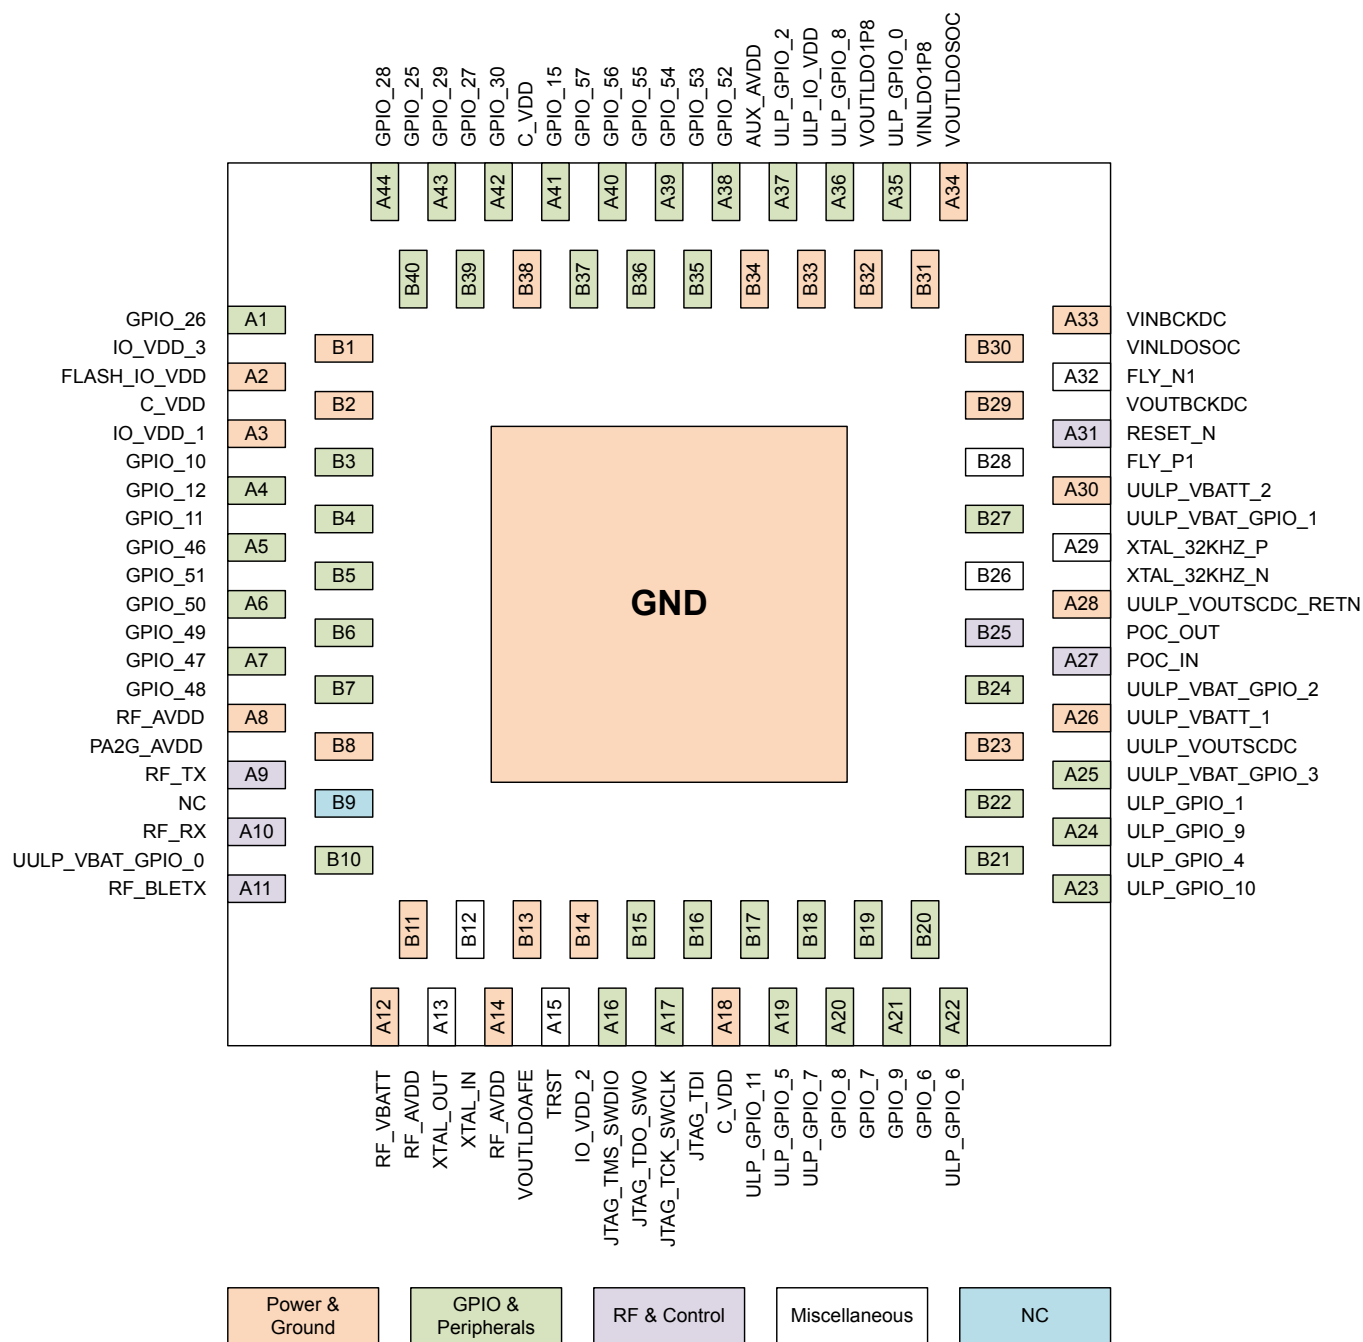 GPIO_28
GPIO_25
GPIO_29
GPIO_27
GPIO_30
C_VDD
GPIO_15
GPIO_57
GPIO_56
GPIO_55
GPIO_54
GPIO_53
GPIO_52
AUX_AVDD
ULP_GPIO_2
ULP_IO_VDD
ULP_GPIO_8
VOUTLDO1P8
ULP_GPIO_0
VINLDO1P8
VOUTLDOSOC
A44
A43
A42
A41
A40
A39
A38
A37
A36
A35
A34
B40
B39
B38
B37
B36
B35
B34
B33
B32
B31
GPIO_26 A1
IO_VDD_3 B1
FLASH_IO_VDD A2
C_VDD B2
IO_VDD_1 A3
GPIO_10 B3
GPIO_12 A4
GPIO_11 B4
GPIO_46 A5
GPIO_51 B5
GPIO_50 A6
GPIO_49 B6
GPIO_47 A7
GPIO_48 B7
RF_AVDD A8
PA2G_AVDD B8
RF_TX A9
NC B9
RF_RX A10
UULP_VBAT_GPIO_0 B10
RF_BLETX A11
GND
A33 VINBCKDC
B30 VINLDOSOC
A32 FLY_N1
B29 VOUTBCKDC
A31 RESET_N
B28 FLY_P1
A30 UULP_VBATT_2
B27 UULP_VBAT_GPIO_1
A29 XTAL_32KHZ_P
B26 XTAL_32KHZ_N
A28 UULP_VOUTSCDC_RETN
B25 POC_OUT
A27 POC_IN
B24 UULP_VBAT_GPIO_2
A26 UULP_VBATT_1
B23 UULP_VOUTSCDC
A25 UULP_VBAT_GPIO_3
B22 ULP_GPIO_1
A24 ULP_GPIO_9
B21 ULP_GPIO_4
A23 ULP_GPIO_10
B11
B12
B13
B14
B15
B16
B17
B18
B19
B20
A12
A13
A14
A15
A16
A17
A18
A19
A20
A21
A22
RF_VBATT
RF_AVDD
XTAL_OUT
XTAL_IN
RF_AVDD
VOUTLDOAFE
TRST
IO_VDD_2
JTAG_TMS_SWDIO
JTAG_TDO_SWO
JTAG_TCK_SWCLK
JTAG_TDI
C_VDD
ULP_GPIO_11
ULP_GPIO_5
ULP_GPIO_7
GPIO_8
GPIO_7
GPIO_9
GPIO_6
ULP_GPIO_6
Power &
Ground
GPIO &
Peripherals
RF & Control
Miscellaneous
NC